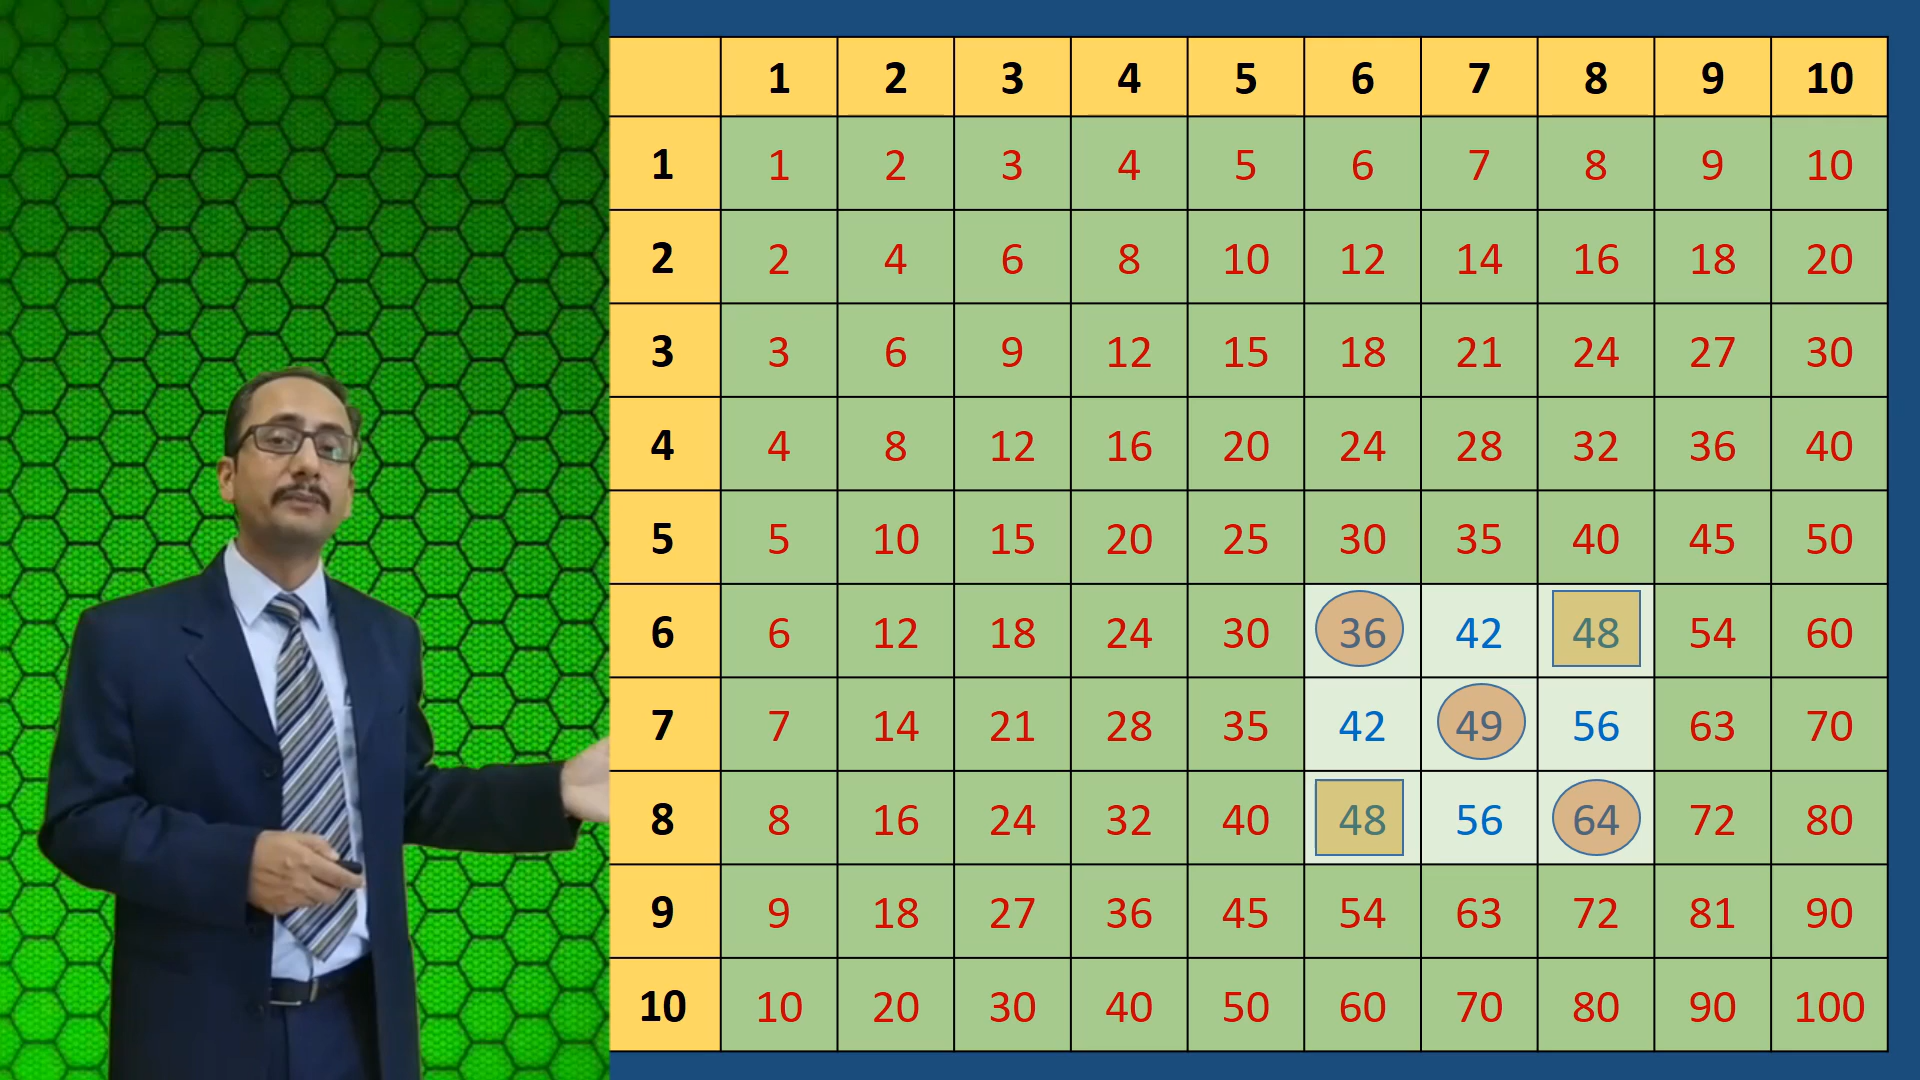 1 2 3 4 5 6 7 8 9 10
1 1 2 3 4 5 6 7 8 9 10
2 2 4 6 8 10 12 14 16 18 20
3 3 6 9 12 15 18 21 24 27 30
4 4 8 12 16 20 24 28 32 36 40
5 5 10 15 20 25 30 35 40 45 50
6 6 12 18 24 30 36 42 48 54 60
7 7 14 21 28 35 42 49 56 63 70
8 8 16 24 32 40 48 56 64 72 80
9 9 18 27 36 45 54 63 72 81 90
10 10 20 30 40 50 60 70 80 90 100